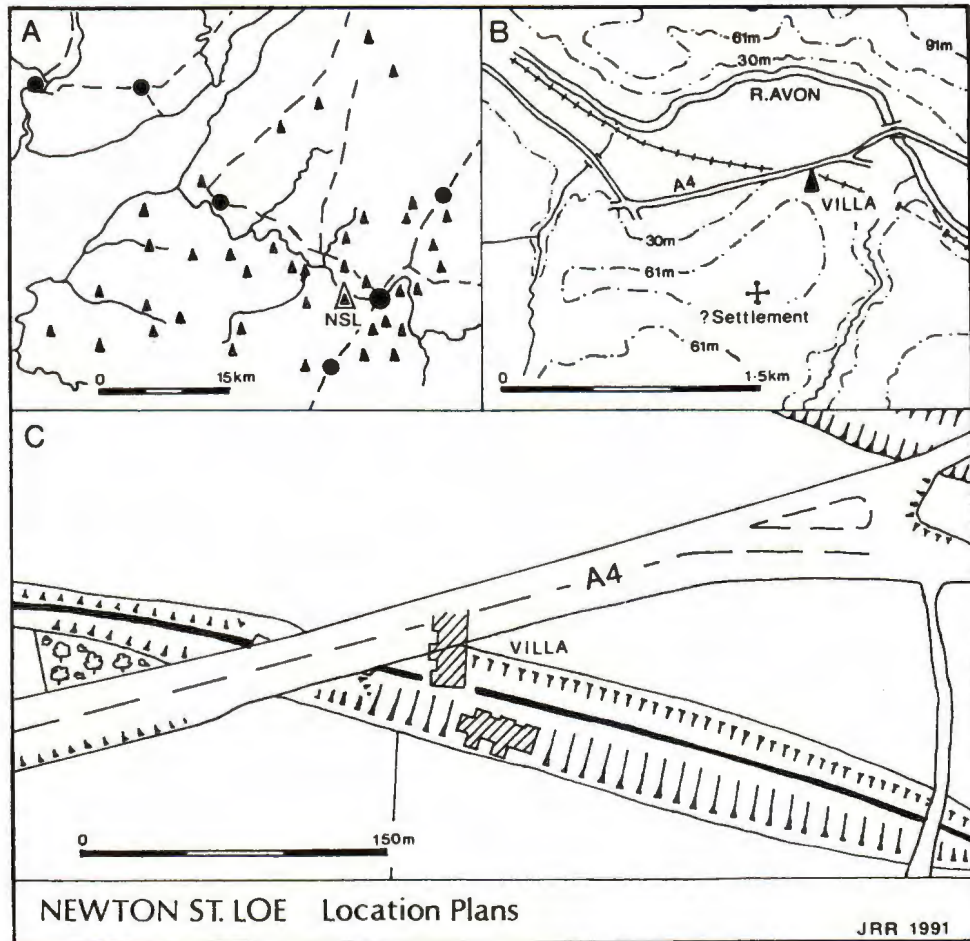 A
NSL
0 15km
B
61m
30m
91m
R.AVON
A4
VILLA
30m
61m
?Settlement
61m
0 1·5km
C
A4
VILLA
0 150m
NEWTON ST. LOE Location Plans
JRR 1991